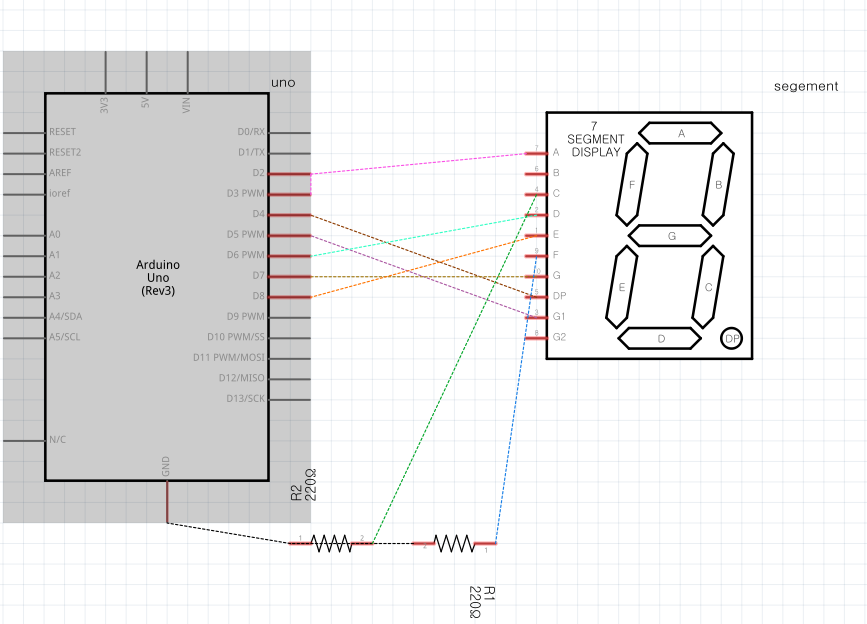 uno
segement
3V3
5V
VIN
RESET
RESET2
AREF
ioref
A0
A1
A2
A3
A4/SDA
A5/SCL
N/C
GND
D0/RX
D1/TX
D2
D3 PWM
D4
D5 PWM
D6 PWM
D7
D8
D9 PWM
D10 PWM/SS
D11 PWM/MOSI
D12/MISO
D13/SCK
Arduino
Uno
(Rev3)
7
SEGMENT
DISPLAY
7 A
6 B
4 C
2 D
1 E
9 F
G
5 DP
3 G1
8 G2
A
F
B
G
E
C
D
DP
R2
220Ω
1
2
2
1
R1
220Ω